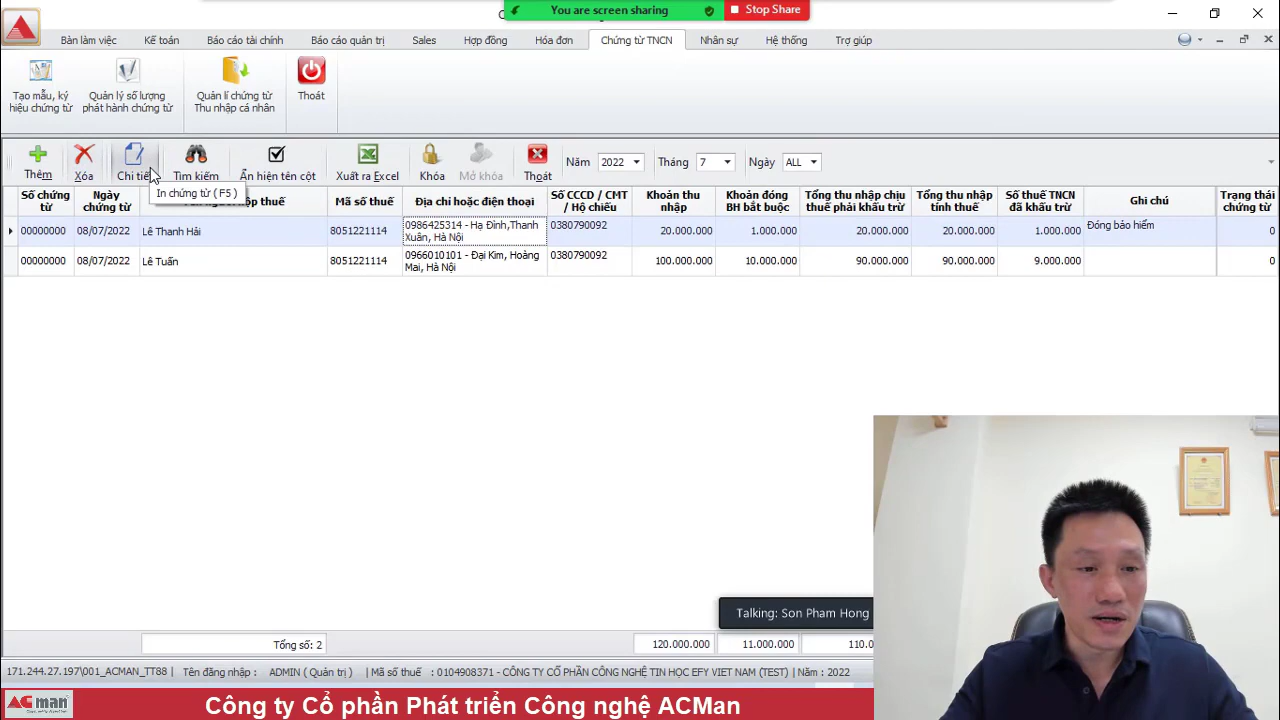 You are screen sharing
Stop Share
Bàn làm việc Kế toán Báo cáo tài chính Báo cáo quản trị Sales Hợp đồng Hóa đơn Chứng từ TNCN Nhân sự Hệ thống Trợ giúp
Tạo mẫu, ký hiệu chứng từ
Quản lý số lượng phát hành chứng từ
Quản lí chứng từ Thu nhập cá nhân
Thoát
Thêm Xóa Tìm kiếm Ẩn hiện tên cột Xuất ra Excel Khóa Mở khóa Thoát Năm 2022 Tháng 7 Ngày ALL
In chứng từ ( F5 )
Số chứng từ Ngày chứng từ Mã số thuế Địa chỉ hoặc điện thoại Số CCCD / CMT / Hộ chiếu Khoản thu nhập Khoản đóng BH bắt buộc Tổng thu nhập chịu thuế phải khấu trừ Tổng thu nhập tính thuế Số thuế TNCN đã khấu trừ Ghi chú Trạng thái chứng từ
00000000 08/07/2022 Lê Thanh Hải 8051221114 0986425314 - Hạ Đình,Thanh Xuân, Hà Nội 0380790092 20.000.000 1.000.000 20.000.000 20.000.000 1.000.000 Đóng bảo hiểm 0
00000000 08/07/2022 Lê Tuấn 8051221114 0966010101 - Đại Kim, Hoàng Mai, Hà Nội 0380790092 100.000.000 10.000.000 90.000.000 90.000.000 9.000.000 0
Talking: Son Pham Hong
Tổng số: 2 120.000.000 11.000.000
171.244.27.197\001_ACMAN_TT88 Tên đăng nhập : ADMIN ( Quản trị ) Mã số thuế : 0104908371 - CÔNG TY CỔ PHẦN CÔNG NGHỆ TIN HỌC EFY VIET NAM (TEST) Năm : 2022
ACman Công ty Cổ phần Phát triển Công nghệ ACMan